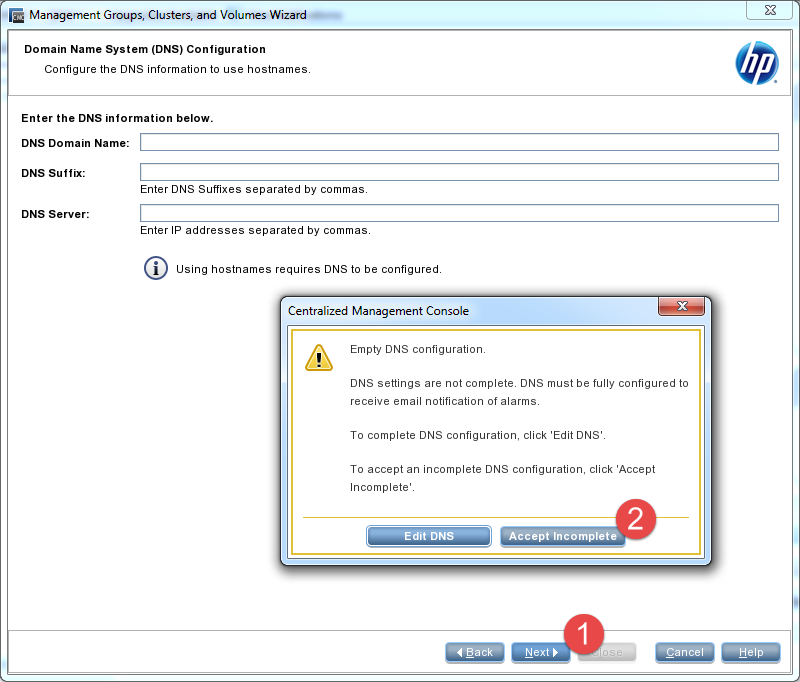 CMC
Management Groups, Clusters, and Volumes Wizard
Domain Name System (DNS) Configuration
Configure the DNS information to use hostnames.
hp
Enter the DNS information below.
DNS Domain Name:
DNS Suffix:
Enter DNS Suffixes separated by commas.
DNS Server:
Enter IP addresses separated by commas.
i Using hostnames requires DNS to be configured.
Centralized Management Console
Empty DNS configuration.
DNS settings are not complete. DNS must be fully configured to
receive email notification of alarms.
To complete DNS configuration, click 'Edit DNS'.
To accept an incomplete DNS configuration, click 'Accept
Incomplete'.
2
Edit DNS
Accept Incomplete
1
Back
Next
Close
Cancel
Help